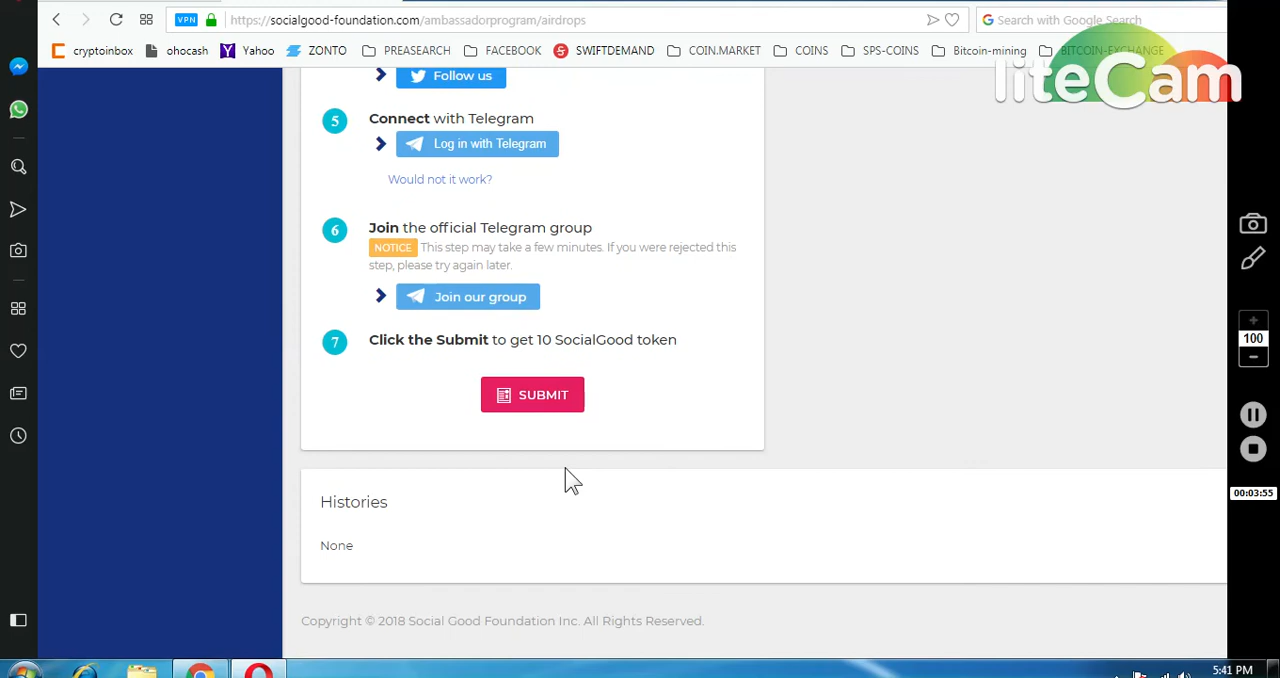 VPN https://socialgood-foundation.com/ambassadorprogram/airdrops Search with Google Search
cryptoinbox ohocash Yahoo ZONTO PREASEARCH FACEBOOK SWIFTDEMAND COIN.MARKET COINS SPS-COINS Bitcoin-mining BITCOIN-EXCHANGE
liteCam
Follow us
5 Connect with Telegram
Log in with Telegram
Would not it work?
6 Join the official Telegram group
NOTICE This step may take a few minutes. If you were rejected this
step, please try again later.
Join our group
7 Click the Submit to get 10 SocialGood token
SUBMIT
Histories
None
Copyright © 2018 Social Good Foundation Inc. All Rights Reserved.
100
00:03:55
5:41 PM